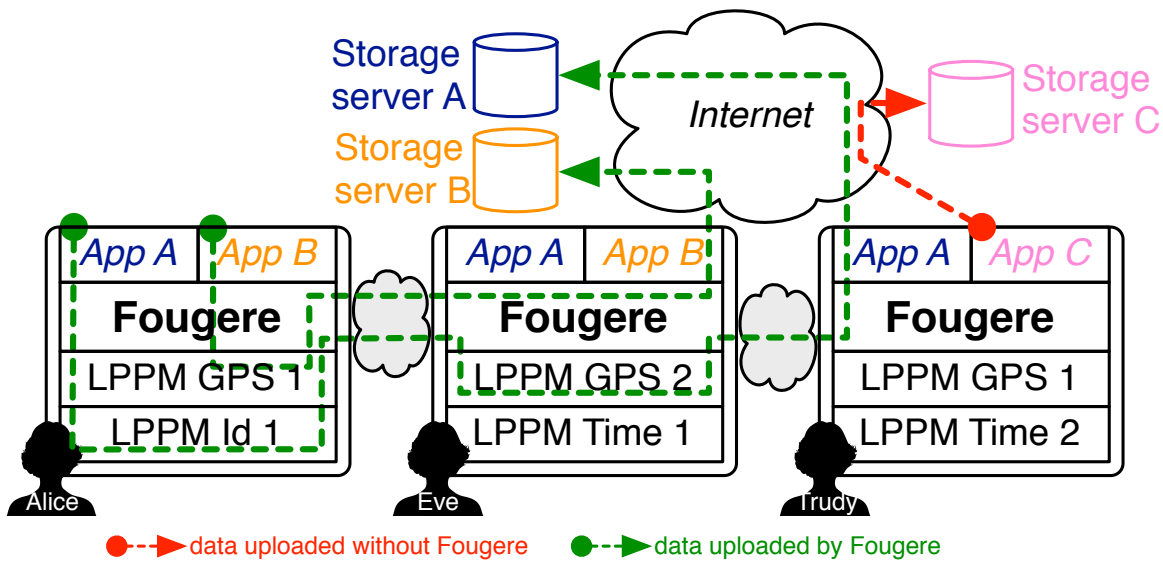 Storage
server A
Internet
Storage
server C
Storage
server B
App A
App B
App A
App B
App A
App C
Fougere
Fougere
Fougere
LPPM GPS 1
LPPM GPS 2
LPPM GPS 1
LPPM Id 1
LPPM Time 1
LPPM Time 2
Alice
Eve
Trudy
data uploaded without Fougere
data uploaded by Fougere